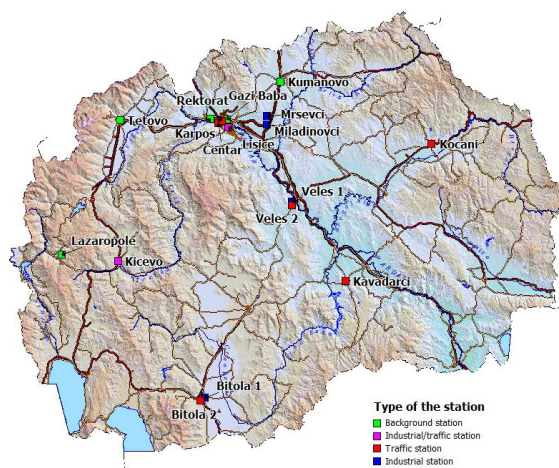 Kumanovo
Gazi Baba
Rektorat
Mrsevci
Tetovo
Karpos
Miladinovci
Lisice
Centar
Kocani
Veles 1
Veles 2
Lazaropole
Kicevo
Kavadarci
Bitola 1
Bitola 2
Type of the station
Background station
Industrial/traffic station
Traffic station
Industrial station